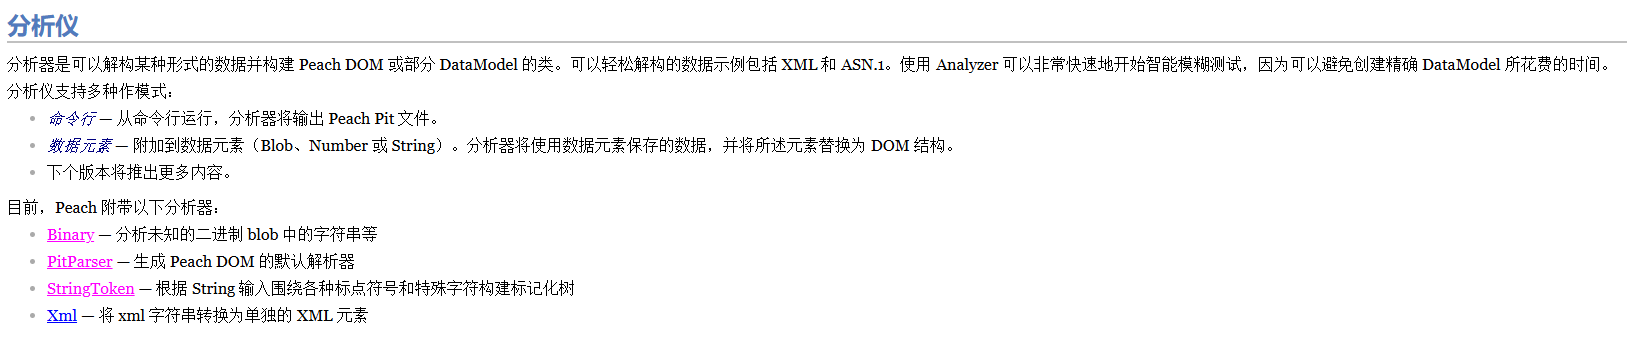 分析仪
分析器是可以解构某种形式的数据并构建 Peach DOM 或部分 DataModel 的类。可以轻松解构的数据示例包括 XML 和 ASN.1。使用 Analyzer 可以非常快速地开始智能模糊测试，因为可以避免创建精确 DataModel 所花费的时间。
分析仪支持多种作模式：
命令行 — 从命令行运行，分析器将输出 Peach Pit 文件。
数据元素 — 附加到数据元素（Blob、Number 或 String）。分析器将使用数据元素保存的数据，并将所述元素替换为 DOM 结构。
下个版本将推出更多内容。
目前，Peach 附带以下分析器：
Binary — 分析未知的二进制 blob 中的字符串等
PitParser — 生成 Peach DOM 的默认解析器
StringToken — 根据 String 输入围绕各种标点符号和特殊字符构建标记化树
Xml — 将 xml 字符串转换为单独的 XML 元素